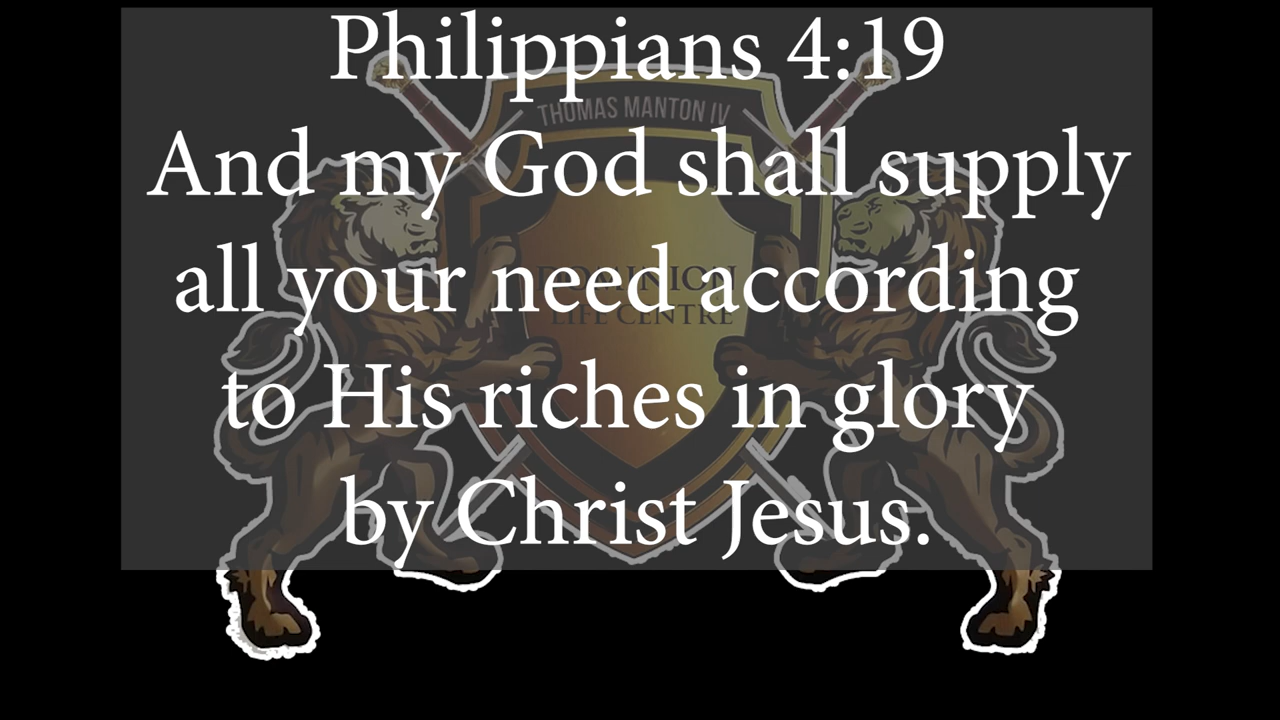 Philippians 4:19
THOMAS MANTON IV
And my God shall supply
all your need according
DOMINION
LIFE CENTRE
to His riches in glory
by Christ Jesus.